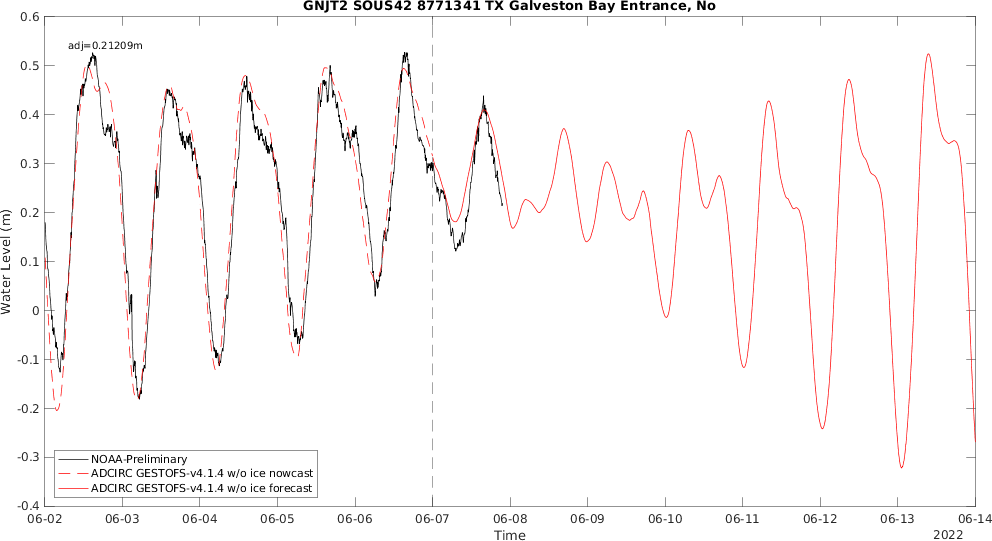 GNJT2 SOUS42 8771341 TX Galveston Bay Entrance, No
adj=0.21209m
0.6
0.5
0.4
0.3
0.2
0.1
0
-0.1
-0.2
-0.3
-0.4
Water Level (m)
NOAA-Preliminary
ADCIRC GESTOFS-v4.1.4 w/o ice nowcast
ADCIRC GESTOFS-v4.1.4 w/o ice forecast
06-02 06-03 06-04 06-05 06-06 06-07 06-08 06-09 06-10 06-11 06-12 06-13 06-14
Time
2022